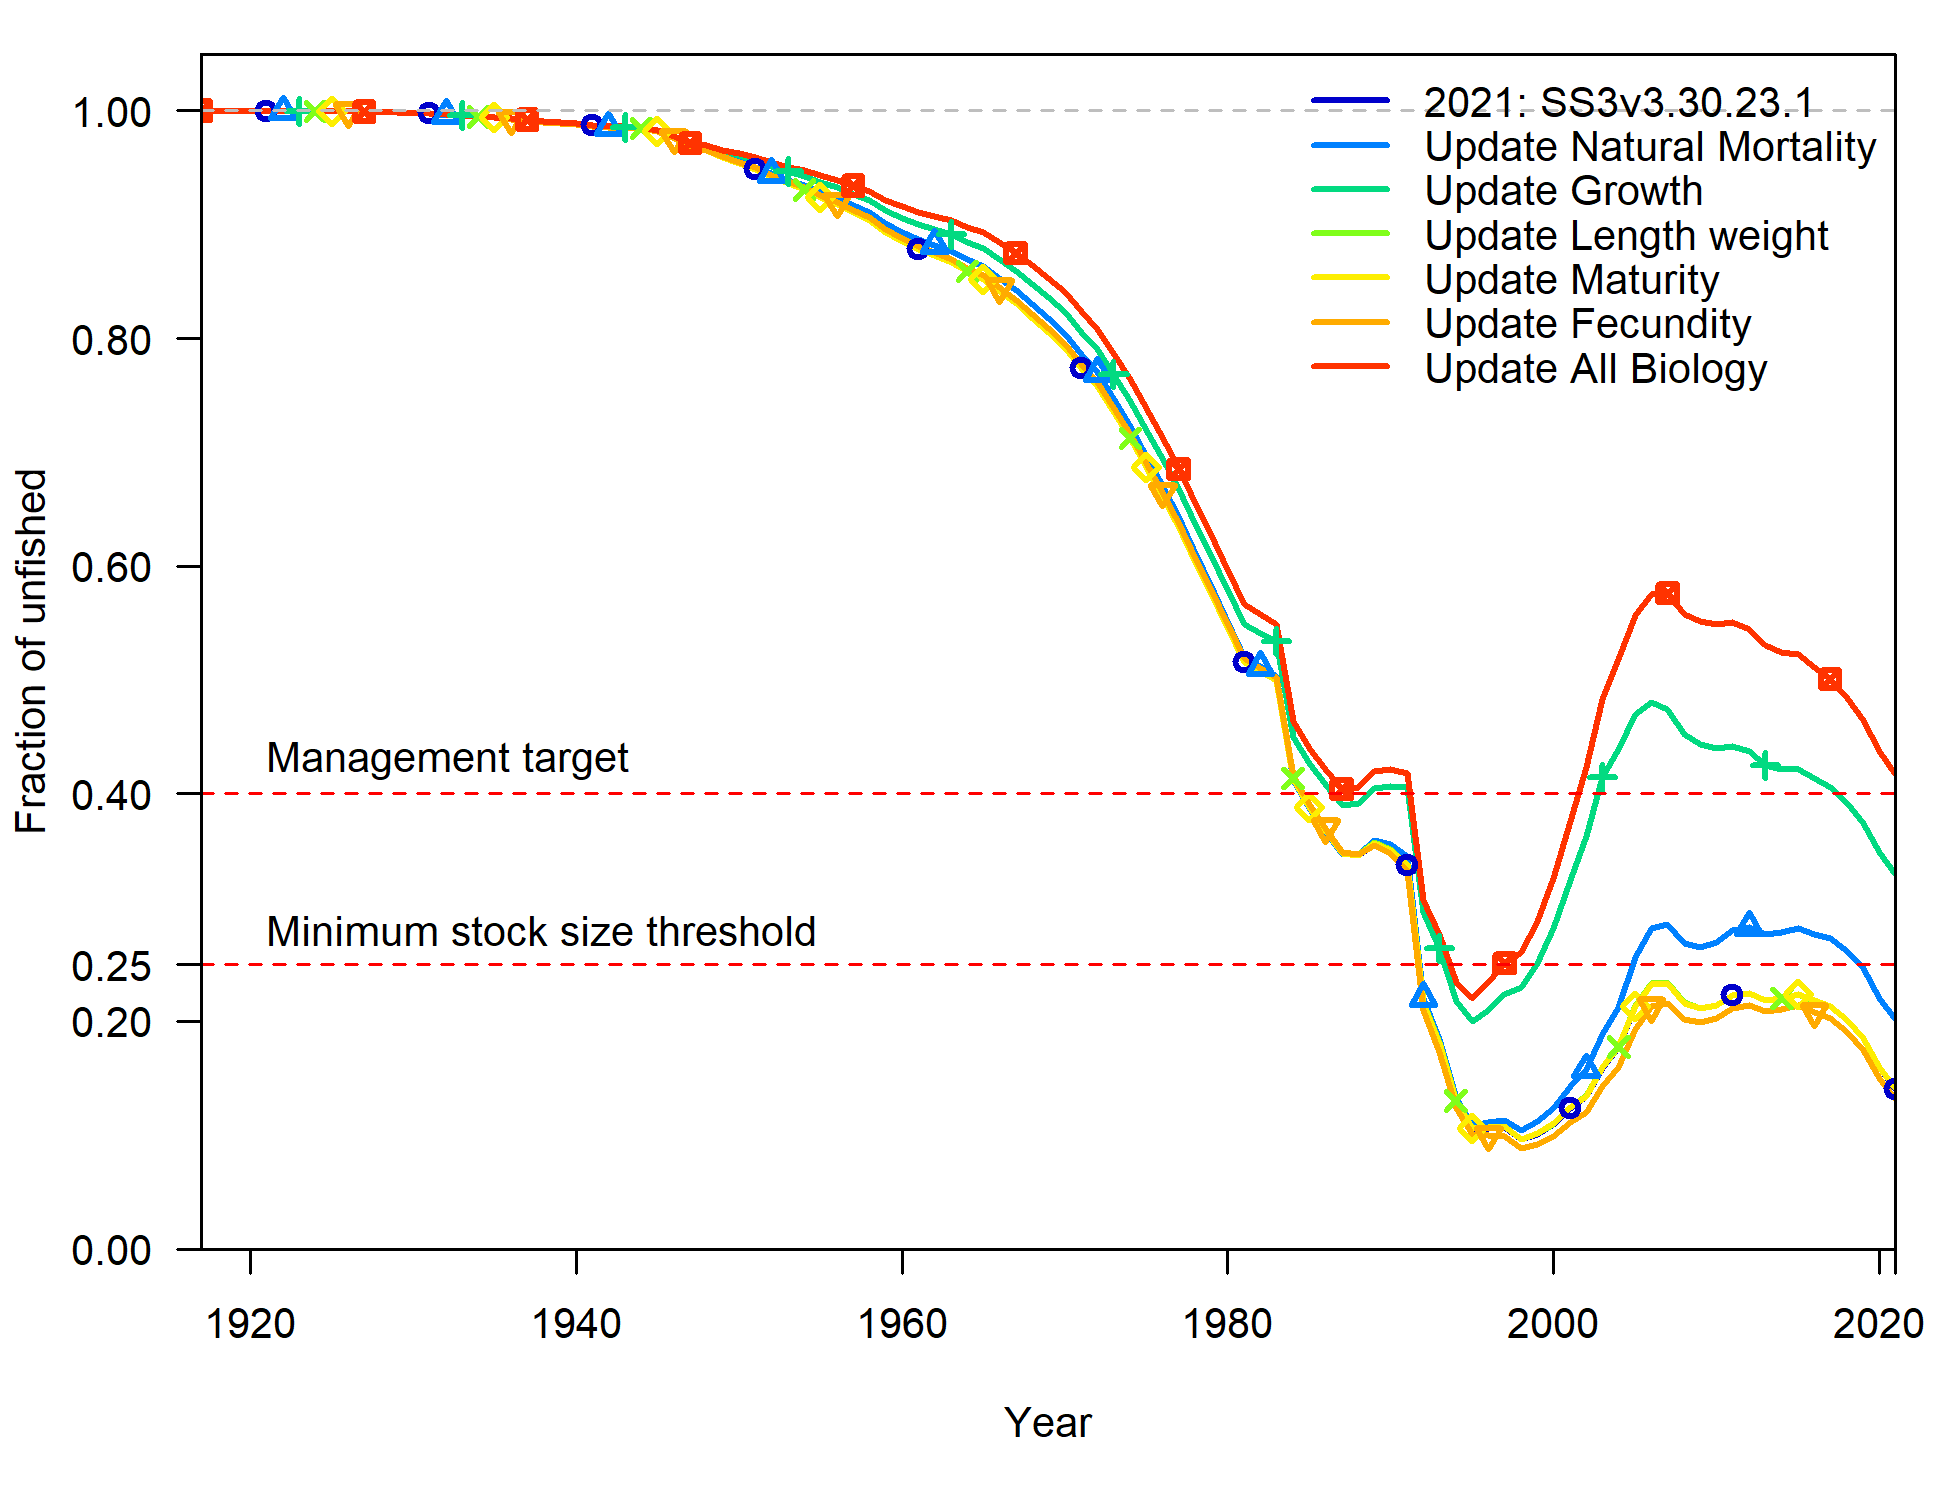 2021: SS3v3.30.23.1
Update Natural Mortality
Update Growth
Update Length weight
Update Maturity
Update Fecundity
Update All Biology
Fraction of unfished
1.00
0.80
0.60
0.40
0.25
0.20
0.00
Management target
Minimum stock size threshold
1920 1940 1960 1980 2000 2020
Year